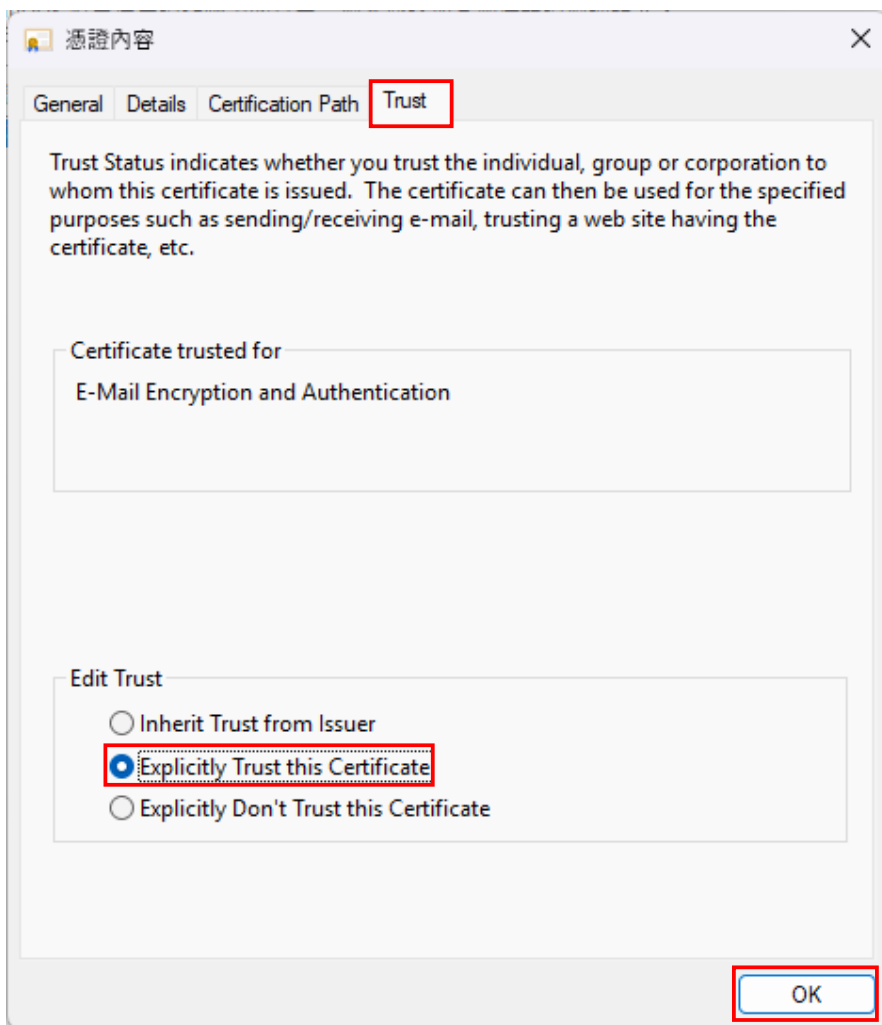 憑證內容
General Details Certification Path Trust
Trust Status indicates whether you trust the individual, group or corporation to
whom this certificate is issued.  The certificate can then be used for the specified
purposes such as sending/receiving e-mail, trusting a web site having the
certificate, etc.
Certificate trusted for
E-Mail Encryption and Authentication
Edit Trust
Inherit Trust from Issuer
Explicitly Trust this Certificate
Explicitly Don't Trust this Certificate
OK